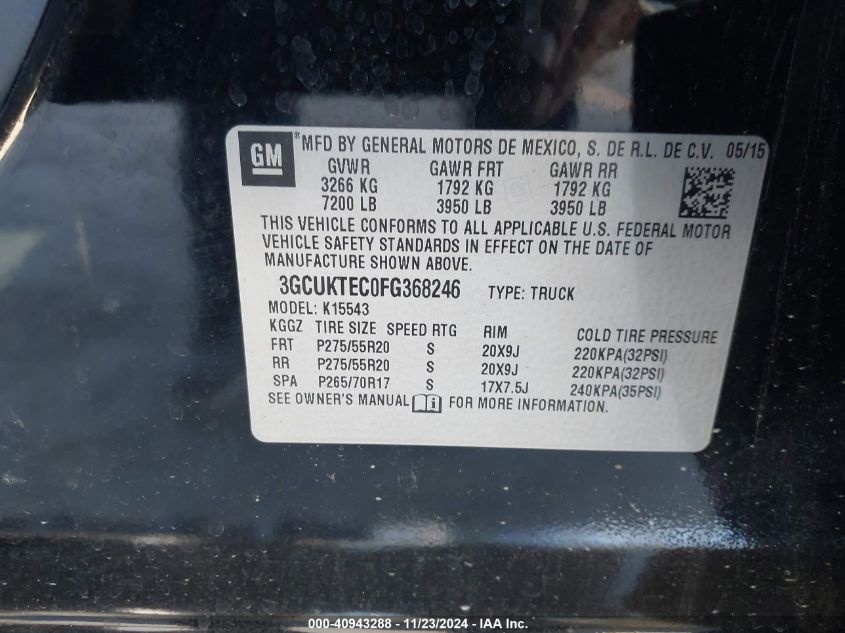 GM ® MFD BY GENERAL MOTORS DE MEXICO, S. DE R.L. DE C.V. 05/15
GVWR GAWR FRT GAWR RR
3266 KG 1792 KG GM 1792 KG
7200 LB 3950 LB 3950 LB
THIS VEHICLE CONFORMS TO ALL APPLICABLE U.S. FEDERAL MOTOR
VEHICLE SAFETY STANDARDS IN EFFECT ON THE DATE OF
MANUFACTURE SHOWN ABOVE.
3GCUKTEC0FG368246 TYPE: TRUCK
MODEL: K15543
KGGZ TIRE SIZE SPEED RTG RIM COLD TIRE PRESSURE
FRT P275/55R20 S 20X9J 220KPA(32PSI)
RR P275/55R20 S 20X9J 220KPA(32PSI)
SPA P265/70R17 S 17X7.5J 240KPA(35PSI)
SEE OWNER'S MANUAL i FOR MORE INFORMATION.
000-40943288 - 11/23/2024 - IAA Inc.